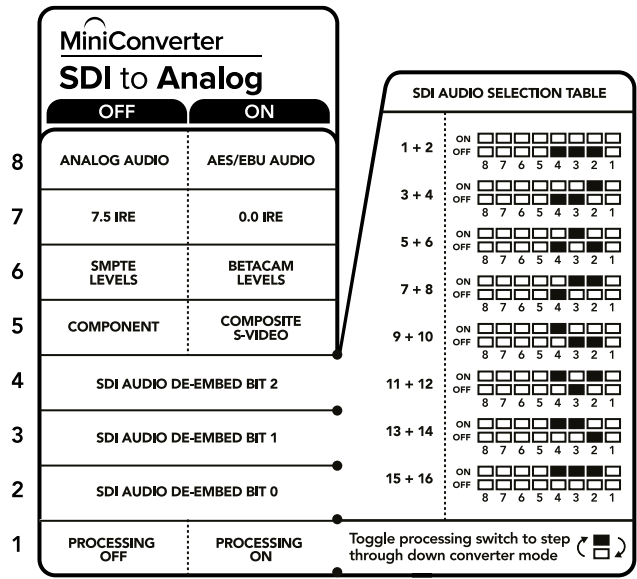 MiniConverter
SDI to Analog
OFF ON
8 ANALOG AUDIO AES/EBU AUDIO
7 7.5 IRE 0.0 IRE
6 SMPTE LEVELS BETACAM LEVELS
5 COMPONENT COMPOSITE S-VIDEO
4 SDI AUDIO DE-EMBED BIT 2
3 SDI AUDIO DE-EMBED BIT 1
2 SDI AUDIO DE-EMBED BIT 0
1 PROCESSING OFF PROCESSING ON
SDI AUDIO SELECTION TABLE
1 + 2 ON
OFF
8 7 6 5 4 3 2 1
3 + 4 ON
OFF
8 7 6 5 4 3 2 1
5 + 6 ON
OFF
8 7 6 5 4 3 2 1
7 + 8 ON
OFF
8 7 6 5 4 3 2 1
9 + 10 ON
OFF
8 7 6 5 4 3 2 1
11 + 12 ON
OFF
8 7 6 5 4 3 2 1
13 + 14 ON
OFF
8 7 6 5 4 3 2 1
15 + 16 ON
OFF
8 7 6 5 4 3 2 1
Toggle processing switch to step
through down converter mode